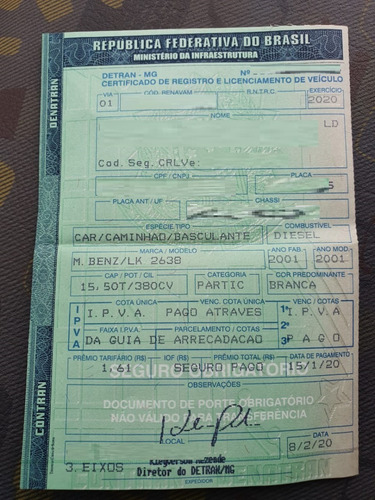 REPÚBLICA FEDERATIVA DO BRASIL
MINISTÉRIO DA INFRAESTRUTURA
DETRAN - MG Nº
CERTIFICADO DE REGISTRO E LICENCIAMENTO DE VEÍCULO
VIA CÓD. RENAVAM R.N.T.R.C. EXERCÍCIO
01 2020
NOME
LD
Cod. Seg. CRLVe:
CPF / CNPJ PLACA
S
PLACA ANT / UF CHASSI
ESPÉCIE TIPO COMBUSTÍVEL
CAR/CAMINHAO/BASCULANTE DIESEL
MARCA / MODELO ANO FAB. ANO MOD.
M. BENZ/LK 2638 2001 2001
CAP / POT / CIL CATEGORIA COR PREDOMINANTE
15.50T/380CV PARTIC BRANCA
COTA ÚNICA VENC. COTA ÚNICA VENC / COTAS
IPVA
I.P.V.A PAGO ATRAVES 1ª I.P.V.A
FAIXA I.P.V.A. PARCELAMENTO / COTAS 2ª
DA GUIA DE ARRECADACAO 3ª PAGO
PRÊMIO TARIFÁRIO (R$) IOF (R$) PRÊMIO TOTAL (R$) DATA DE PAGAMENTO
1.61 SEGURO PAGO 15/1/20
SEGURO OBRIGATÓRIO
OBSERVAÇÕES
DOCUMENTO DE PORTE OBRIGATÓRIO
NÃO VÁLIDO PARA TRANSFERÊNCIA
LOCAL DATA
8/2/20
3. EIXOS Rezende
Diretor do DETRAN/MG
EXPEDIDOR
DENATRAN
CONTRAN